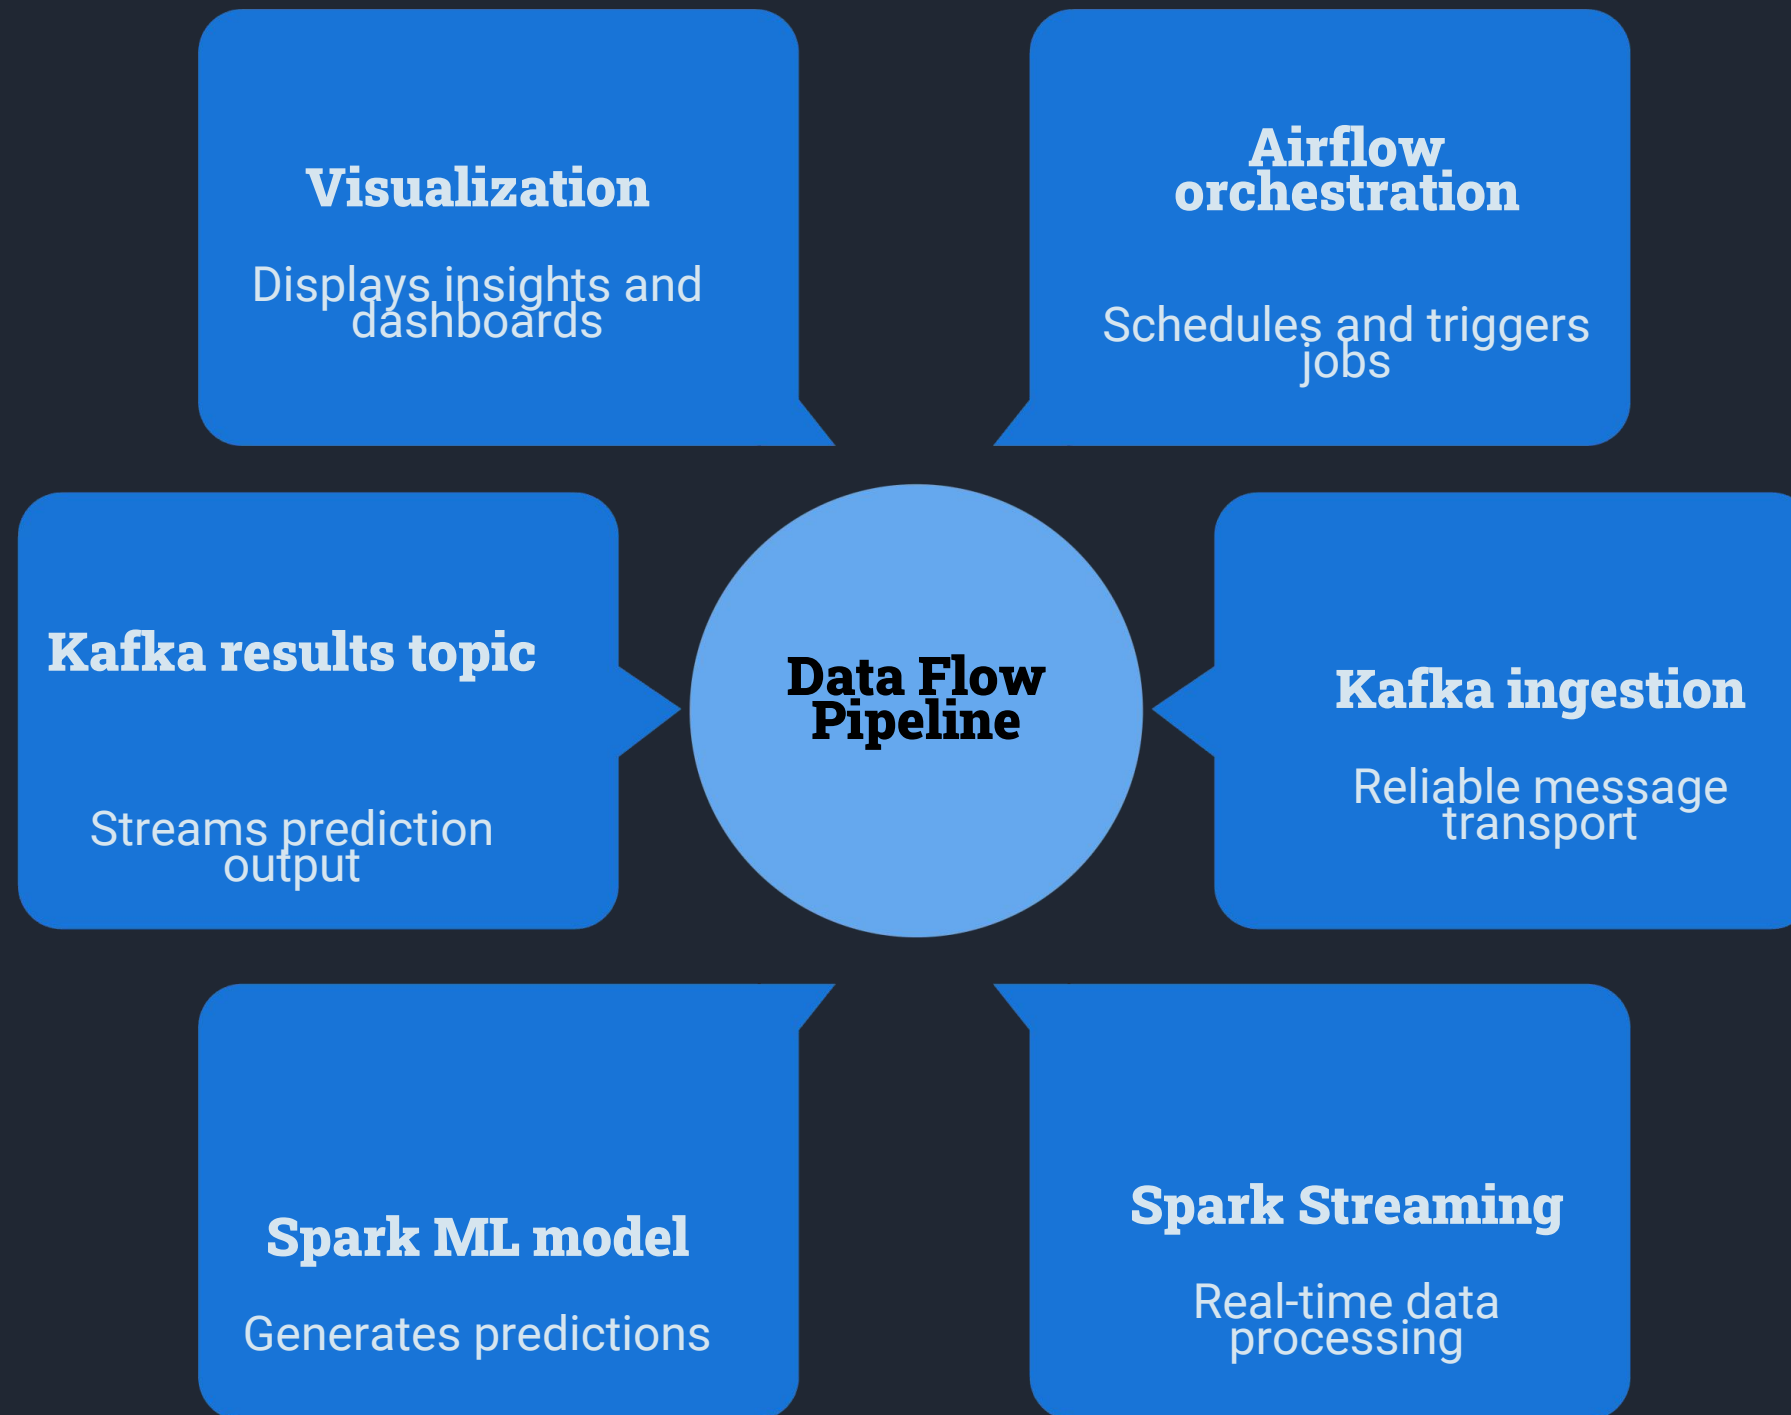 Visualization
Displays insights and
dashboards
Airflow
orchestration
Schedules and triggers
jobs
Kafka results topic
Streams prediction
output
Data Flow
Pipeline
Kafka ingestion
Reliable message
transport
Spark ML model
Generates predictions
Spark Streaming
Real-time data
processing